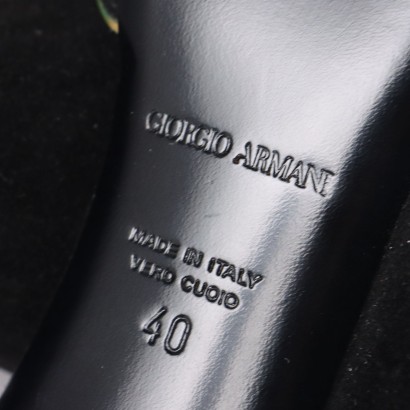 GIORGIO ARMANI
MADE IN ITALY
VERO CUOIO
40